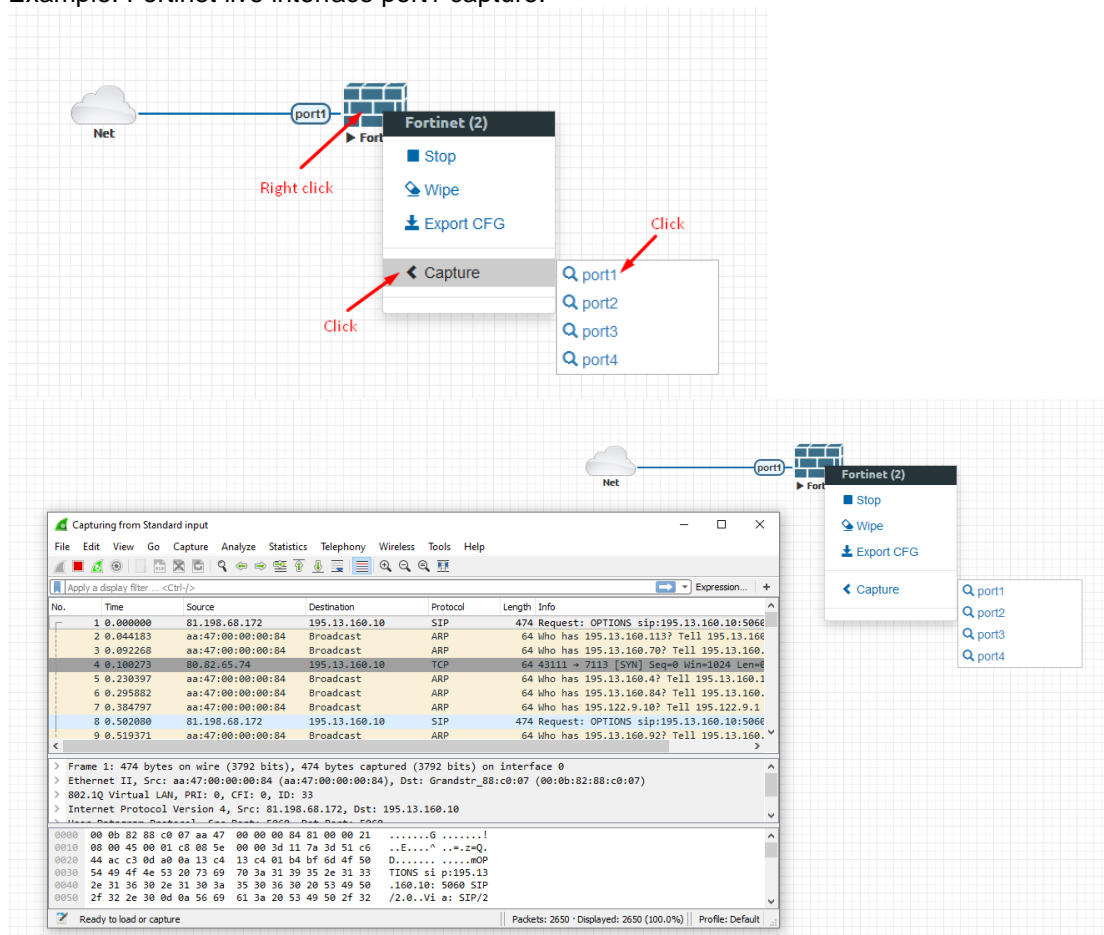 Example: Fortinet live interface port1 capture.
port1
Net
Fort
Fortinet (2)
Stop
Wipe
Export CFG
Capture
Right click
Click
Click
port1
port2
port3
port4
port1
Net
Fort
Fortinet (2)
Stop
Wipe
Export CFG
Capture
port1
port2
port3
port4
Capturing from Standard input
File Edit View Go Capture Analyze Statistics Telephony Wireless Tools Help
Apply a display filter ... <Ctrl-/> Expression... +
No. Time Source Destination Protocol Length Info
1 0.000000 81.198.68.172 195.13.160.10 SIP 474 Request: OPTIONS sip:195.13.160.10:5060
2 0.044183 aa:47:00:00:00:84 Broadcast ARP 64 Who has 195.13.160.113? Tell 195.13.160
3 0.092268 aa:47:00:00:00:84 Broadcast ARP 64 Who has 195.13.160.70? Tell 195.13.160.
4 0.100273 80.82.65.74 195.13.160.10 TCP 64 43111 → 7113 [SYN] Seq=0 Win=1024 Len=0
5 0.230397 aa:47:00:00:00:84 Broadcast ARP 64 Who has 195.13.160.4? Tell 195.13.160.1
6 0.295882 aa:47:00:00:00:84 Broadcast ARP 64 Who has 195.13.160.84? Tell 195.13.160.
7 0.384797 aa:47:00:00:00:84 Broadcast ARP 64 Who has 195.122.9.10? Tell 195.122.9.1
8 0.502080 81.198.68.172 195.13.160.10 SIP 474 Request: OPTIONS sip:195.13.160.10:5060
9 0.519371 aa:47:00:00:00:84 Broadcast ARP 64 Who has 195.13.160.92? Tell 195.13.160.
> Frame 1: 474 bytes on wire (3792 bits), 474 bytes captured (3792 bits) on interface 0
> Ethernet II, Src: aa:47:00:00:00:84 (aa:47:00:00:00:84), Dst: Grandstr_88:c0:07 (00:0b:82:88:c0:07)
> 802.1Q Virtual LAN, PRI: 0, CFI: 0, ID: 33
> Internet Protocol Version 4, Src: 81.198.68.172, Dst: 195.13.160.10
0000 00 0b 82 88 c0 07 aa 47 00 00 00 84 81 00 00 21 .......G .......!
0010 08 00 45 00 01 c8 08 5e 00 00 3d 11 7a 3d 51 c6 ..E....^ ..=.z=Q.
0020 44 ac c3 0d a0 0a 13 c4 13 c4 01 b4 bf 6d 4f 50 D....... .....mOP
0030 54 49 4f 4e 53 20 73 69 70 3a 31 39 35 2e 31 33 TIONS si p:195.13
0040 2e 31 36 30 2e 31 30 3a 35 30 36 30 20 53 49 50 .160.10: 5060 SIP
0050 2f 32 2e 30 0d 0a 56 69 61 3a 20 53 49 50 2f 32 /2.0..Vi a: SIP/2
Ready to load or capture Packets: 2650 · Displayed: 2650 (100.0%) Profile: Default